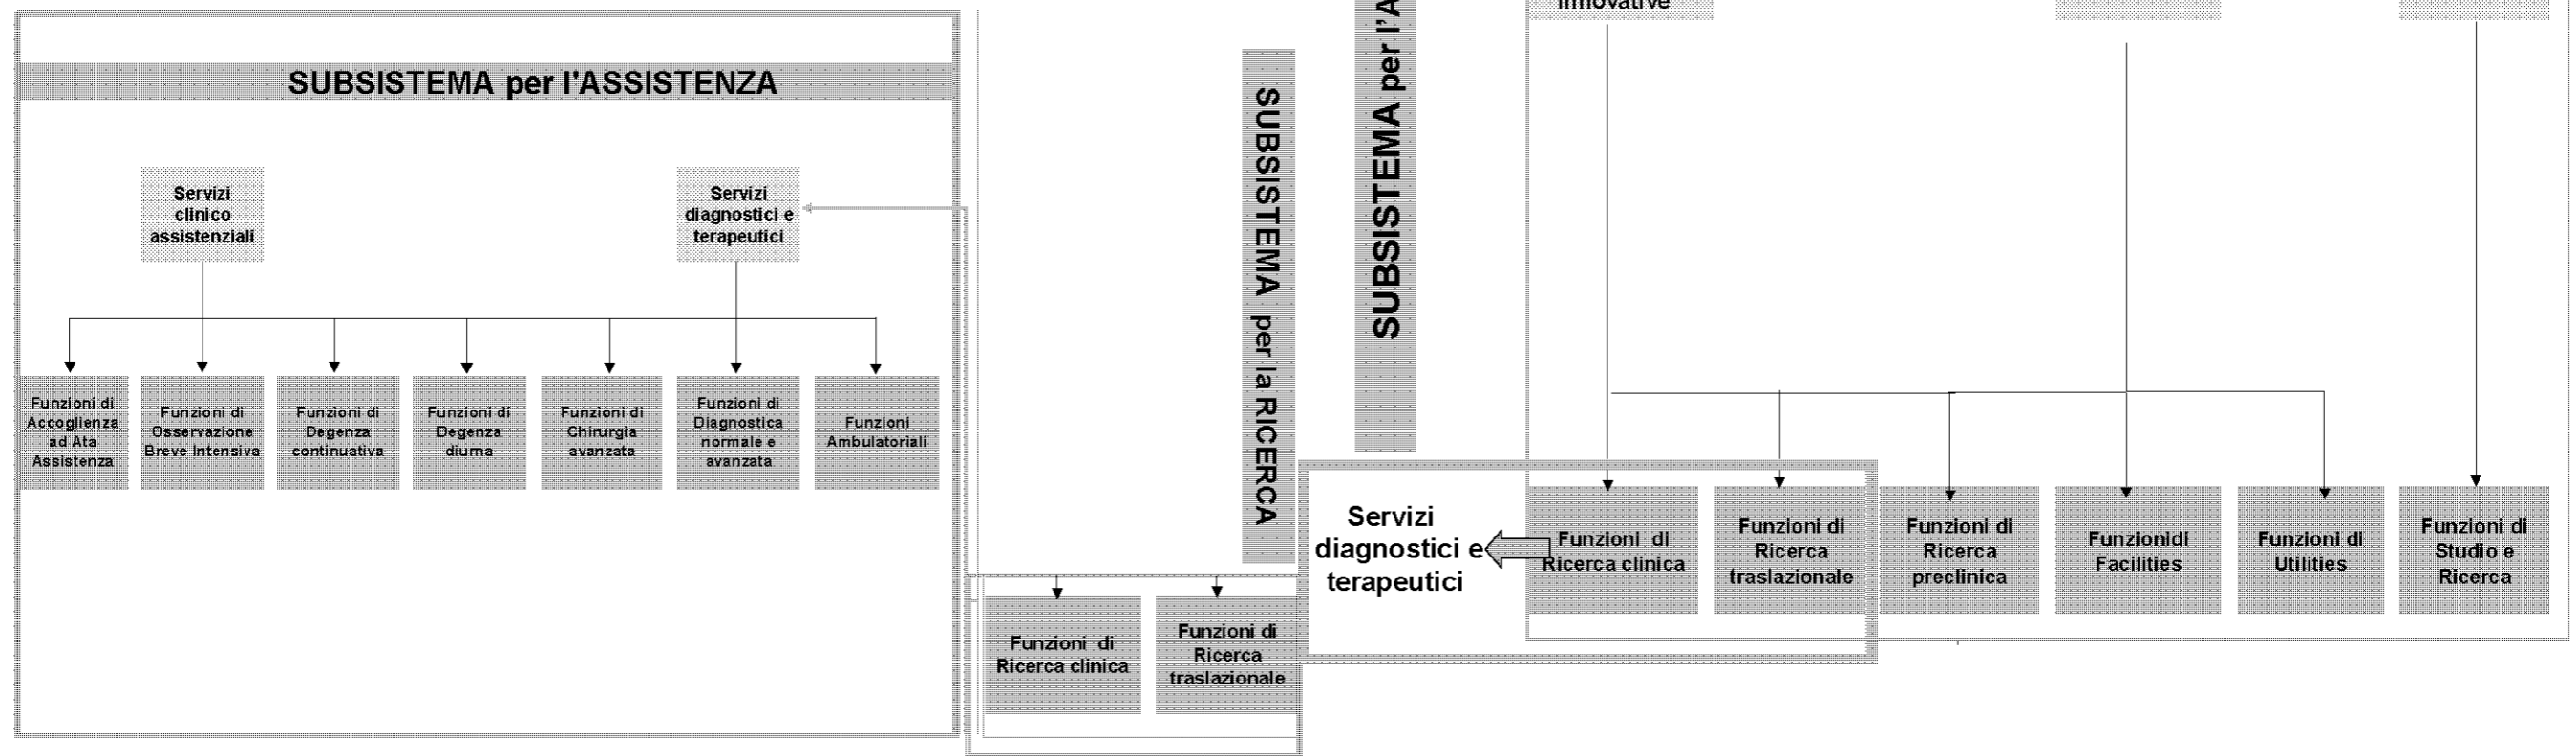 innovative
SUBSISTEMA per l'ASSISTENZA
Servizi
clinico
assistenziali
Servizi
diagnostici e
terapeutici
Funzioni di
Accoglienza
ad Ata
Assistenza
Funzioni di
Osservazione
Breve Intensiva
Funzioni di
Degenza
continuativa
Funzioni di
Degenza
diurna
Funzioni di
Chirurgia
avanzata
Funzioni di
Diagnostica
normale e
avanzata
Funzioni
Ambulatoriali
SUBSISTEMA per la RICERCA
SUBSISTEMA per l'A
Servizi
diagnostici e
terapeutici
Funzioni di
Ricerca clinica
Funzioni di
Ricerca
traslazionale
Funzioni di
Ricerca
preclinica
Funzionidi
Facilities
Funzioni di
Utilities
Funzioni di
Studio e
Ricerca
Funzioni di
Ricerca clinica
Funzioni di
Ricerca
traslazionale